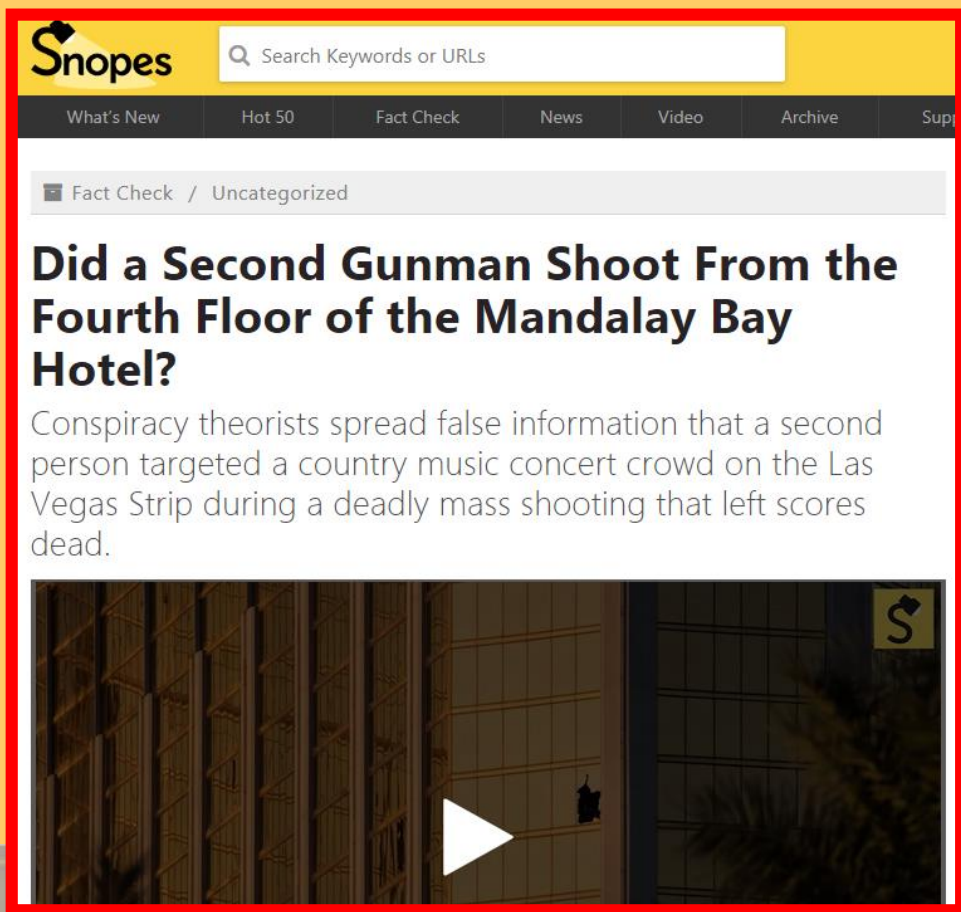 Snopes
Search Keywords or URLs
What's New Hot 50 Fact Check News Video Archive Supp
Fact Check / Uncategorized
Did a Second Gunman Shoot From the
Fourth Floor of the Mandalay Bay
Hotel?
Conspiracy theorists spread false information that a second
person targeted a country music concert crowd on the Las
Vegas Strip during a deadly mass shooting that left scores
dead.
S